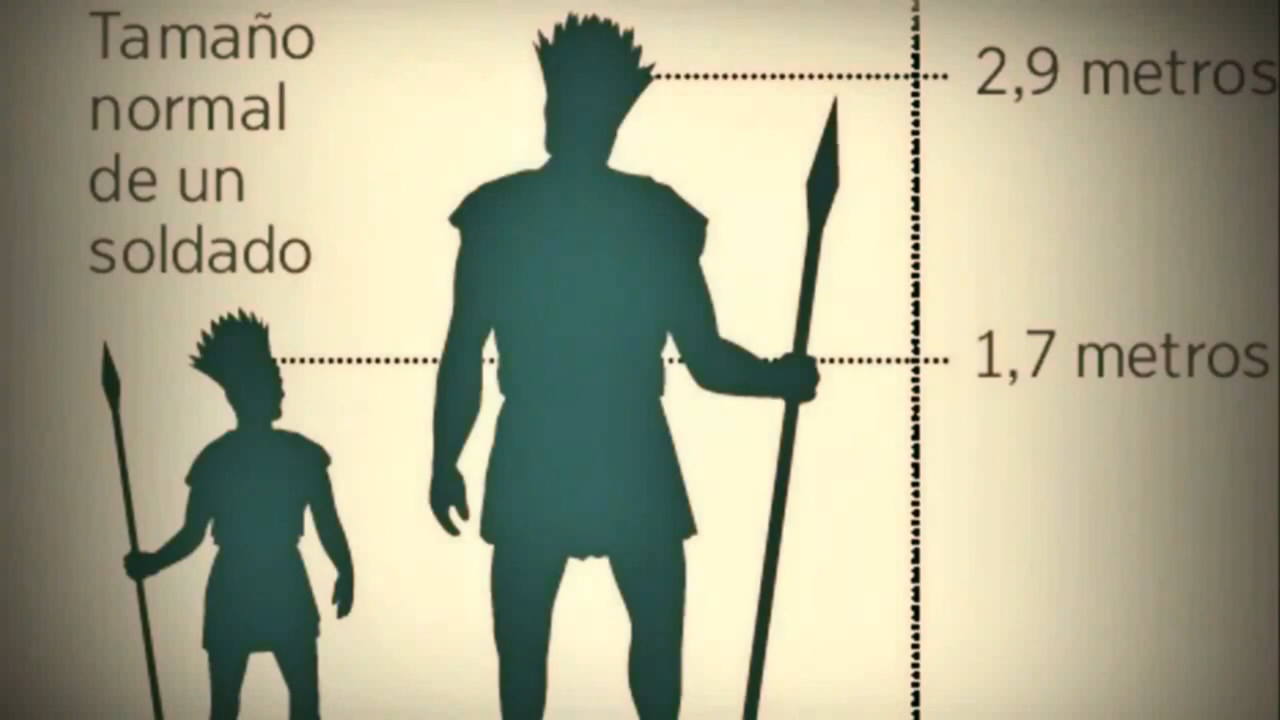 Tamaño
normal
de un
soldado
2,9 metros
1,7 metros